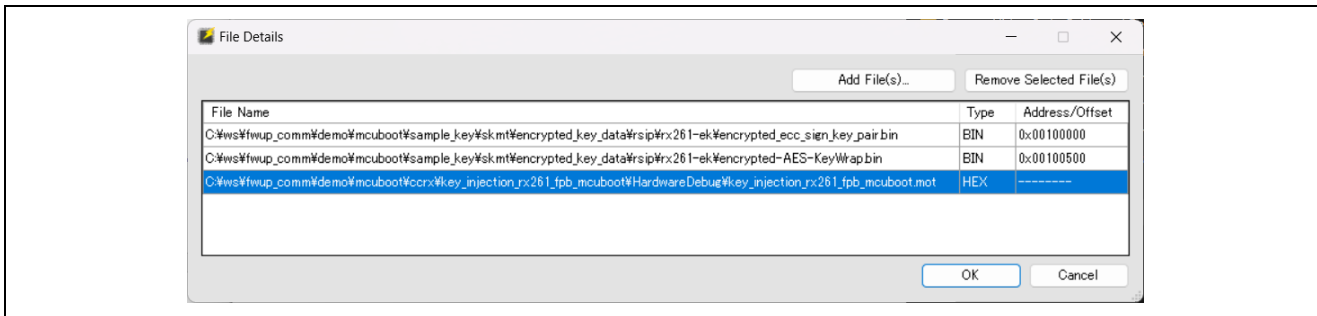 File Details
Add File(s)... Remove Selected File(s)
File Name Type Address/Offset
C:¥ws¥fwup_comm¥demo¥mcuboot¥sample_key¥skmt¥encrypted_key_data¥rsip¥rx261-ek¥encrypted_ecc_sign_key_pair.bin BIN 0x00100000
C:¥ws¥fwup_comm¥demo¥mcuboot¥sample_key¥skmt¥encrypted_key_data¥rsip¥rx261-ek¥encrypted-AES-KeyWrap.bin BIN 0x00100500
C:¥ws¥fwup_comm¥demo¥mcuboot¥ccrx¥key_injection_rx261_fpb_mcuboot¥HardwareDebug¥key_injection_rx261_fpb_mcuboot.mot HEX --------
OK Cancel